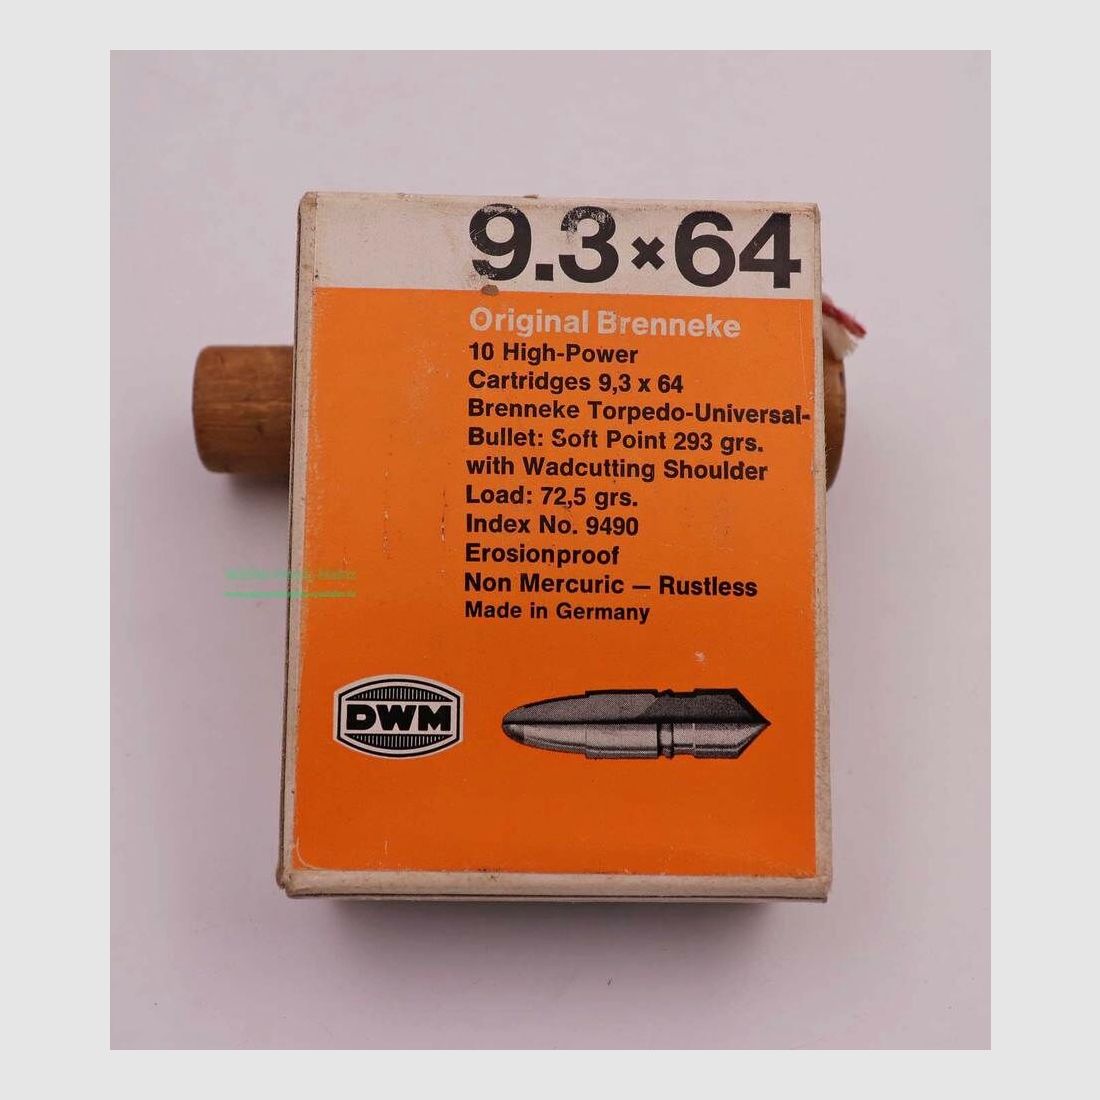 9.3×64
Original Brenneke
10 High-Power
Cartridges 9,3 x 64
Brenneke Torpedo-Universal-
Bullet: Soft Point 293 grs.
with Wadcutting Shoulder
Load: 72,5 grs.
Index No. 9490
Erosionproof
Non Mercuric — Rustless
Made in Germany
DWM